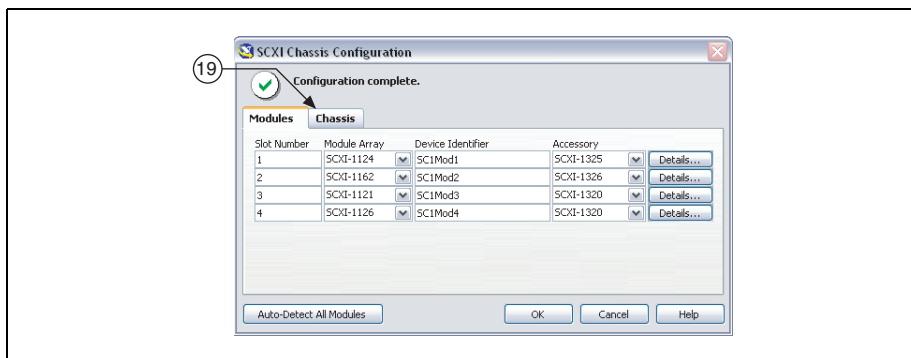 SCXI Chassis Configuration
19
Configuration complete.
Modules Chassis
Slot Number Module Array Device Identifier Accessory
1 SCXI-1124 SC1Mod1 SCXI-1325 Details...
2 SCXI-1162 SC1Mod2 SCXI-1326 Details...
3 SCXI-1121 SC1Mod3 SCXI-1320 Details...
4 SCXI-1126 SC1Mod4 SCXI-1320 Details...
Auto-Detect All Modules OK Cancel Help